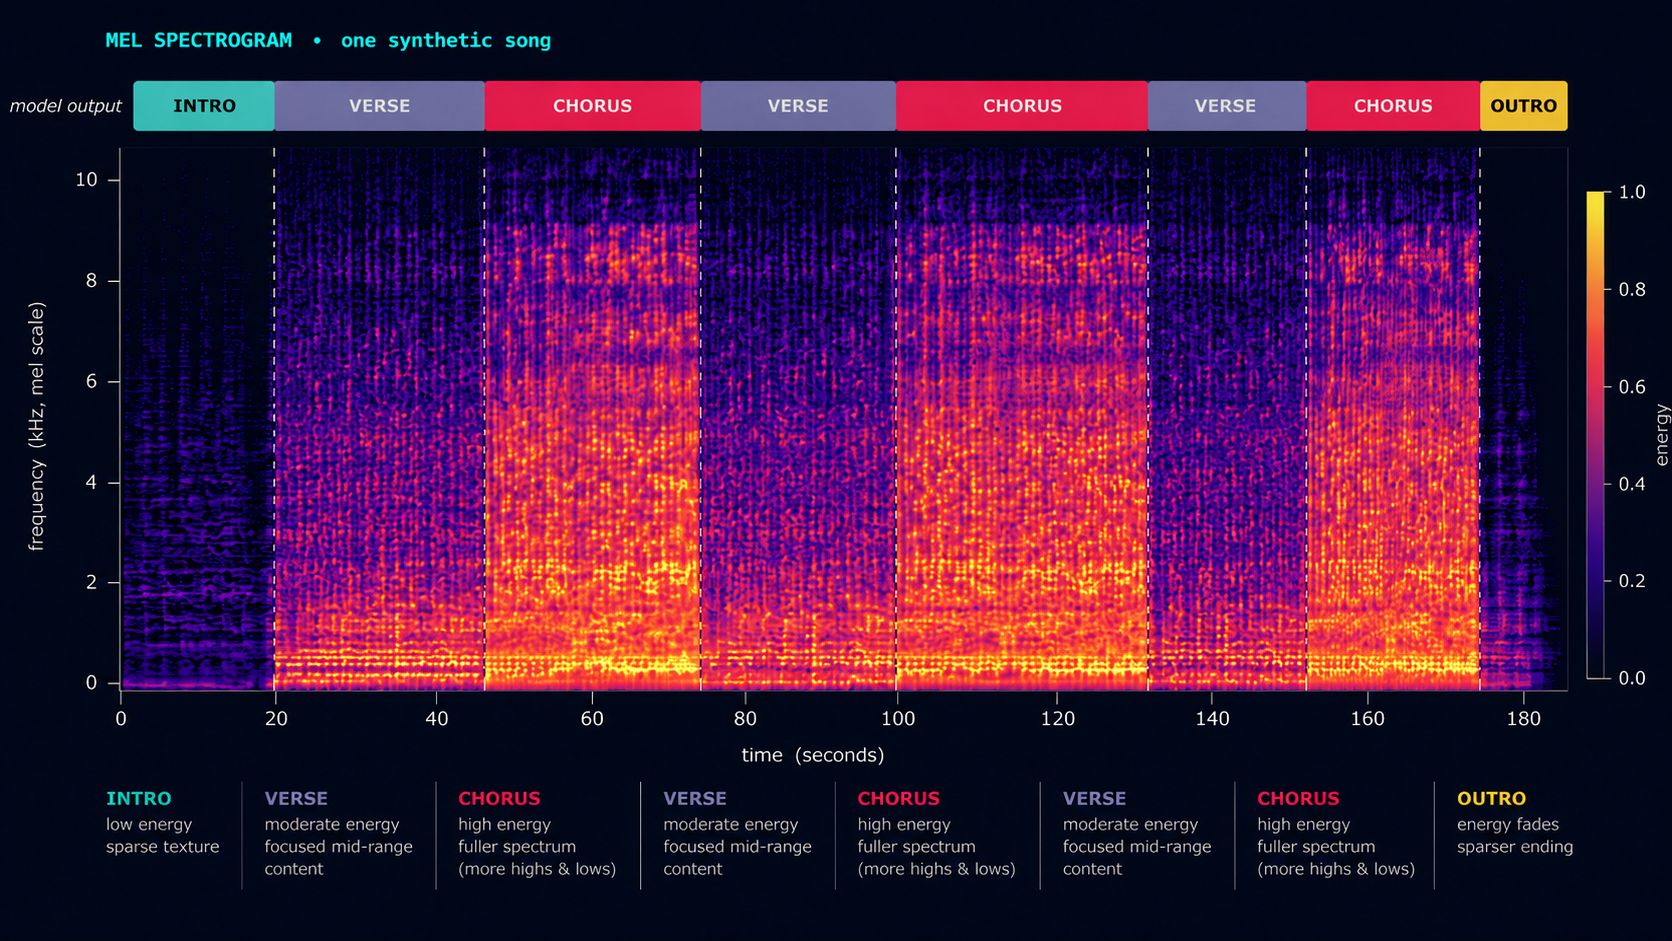 MEL SPECTROGRAM • one synthetic song
model output INTRO VERSE CHORUS VERSE CHORUS VERSE CHORUS OUTRO
frequency (kHz, mel scale)
10
8
6
4
2
0
0 20 40 60 80 100 120 140 160 180
time (seconds)
1.0
0.8
0.6
0.4
0.2
0.0
energy
INTRO
low energy
sparse texture
VERSE
moderate energy
focused mid-range
content
CHORUS
high energy
fuller spectrum
(more highs & lows)
VERSE
moderate energy
focused mid-range
content
CHORUS
high energy
fuller spectrum
(more highs & lows)
VERSE
moderate energy
focused mid-range
content
CHORUS
high energy
fuller spectrum
(more highs & lows)
OUTRO
energy fades
sparser ending